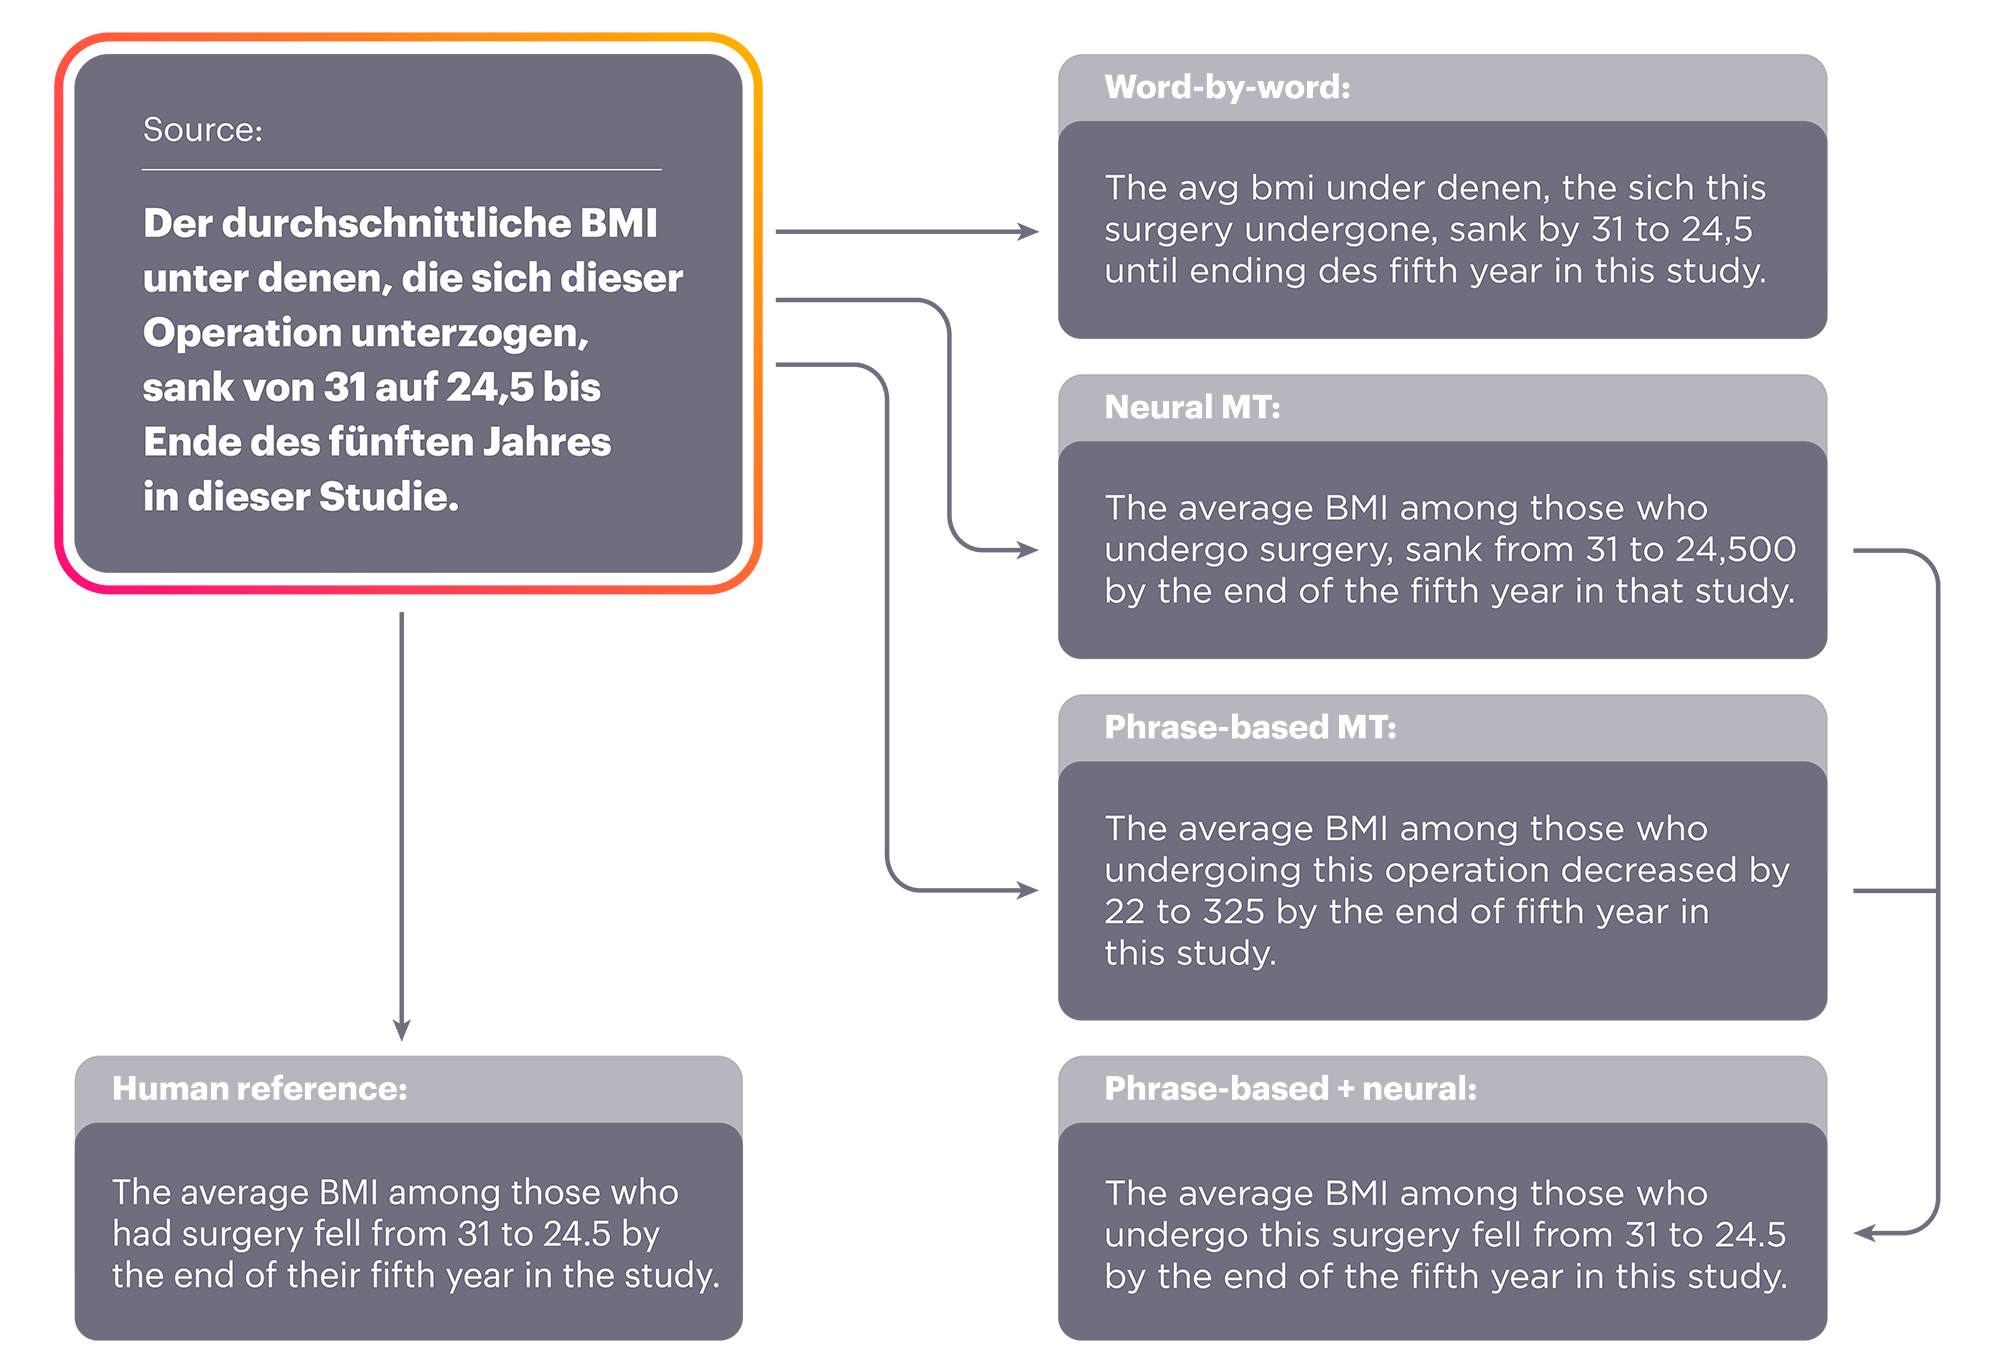 Source:
Der durchschnittliche BMI
unter denen, die sich dieser
Operation unterzogen,
sank von 31 auf 24,5 bis
Ende des fünften Jahres
in dieser Studie.
Word-by-word:
The avg bmi under denen, the sich this
surgery undergone, sank by 31 to 24,5
until ending des fifth year in this study.
Neural MT:
The average BMI among those who
undergo surgery, sank from 31 to 24,500
by the end of the fifth year in that study.
Phrase-based MT:
The average BMI among those who
undergoing this operation decreased by
22 to 325 by the end of fifth year in
this study.
Human reference:
The average BMI among those who
had surgery fell from 31 to 24.5 by
the end of their fifth year in the study.
Phrase-based + neural:
The average BMI among those who
undergo this surgery fell from 31 to 24.5
by the end of the fifth year in this study.